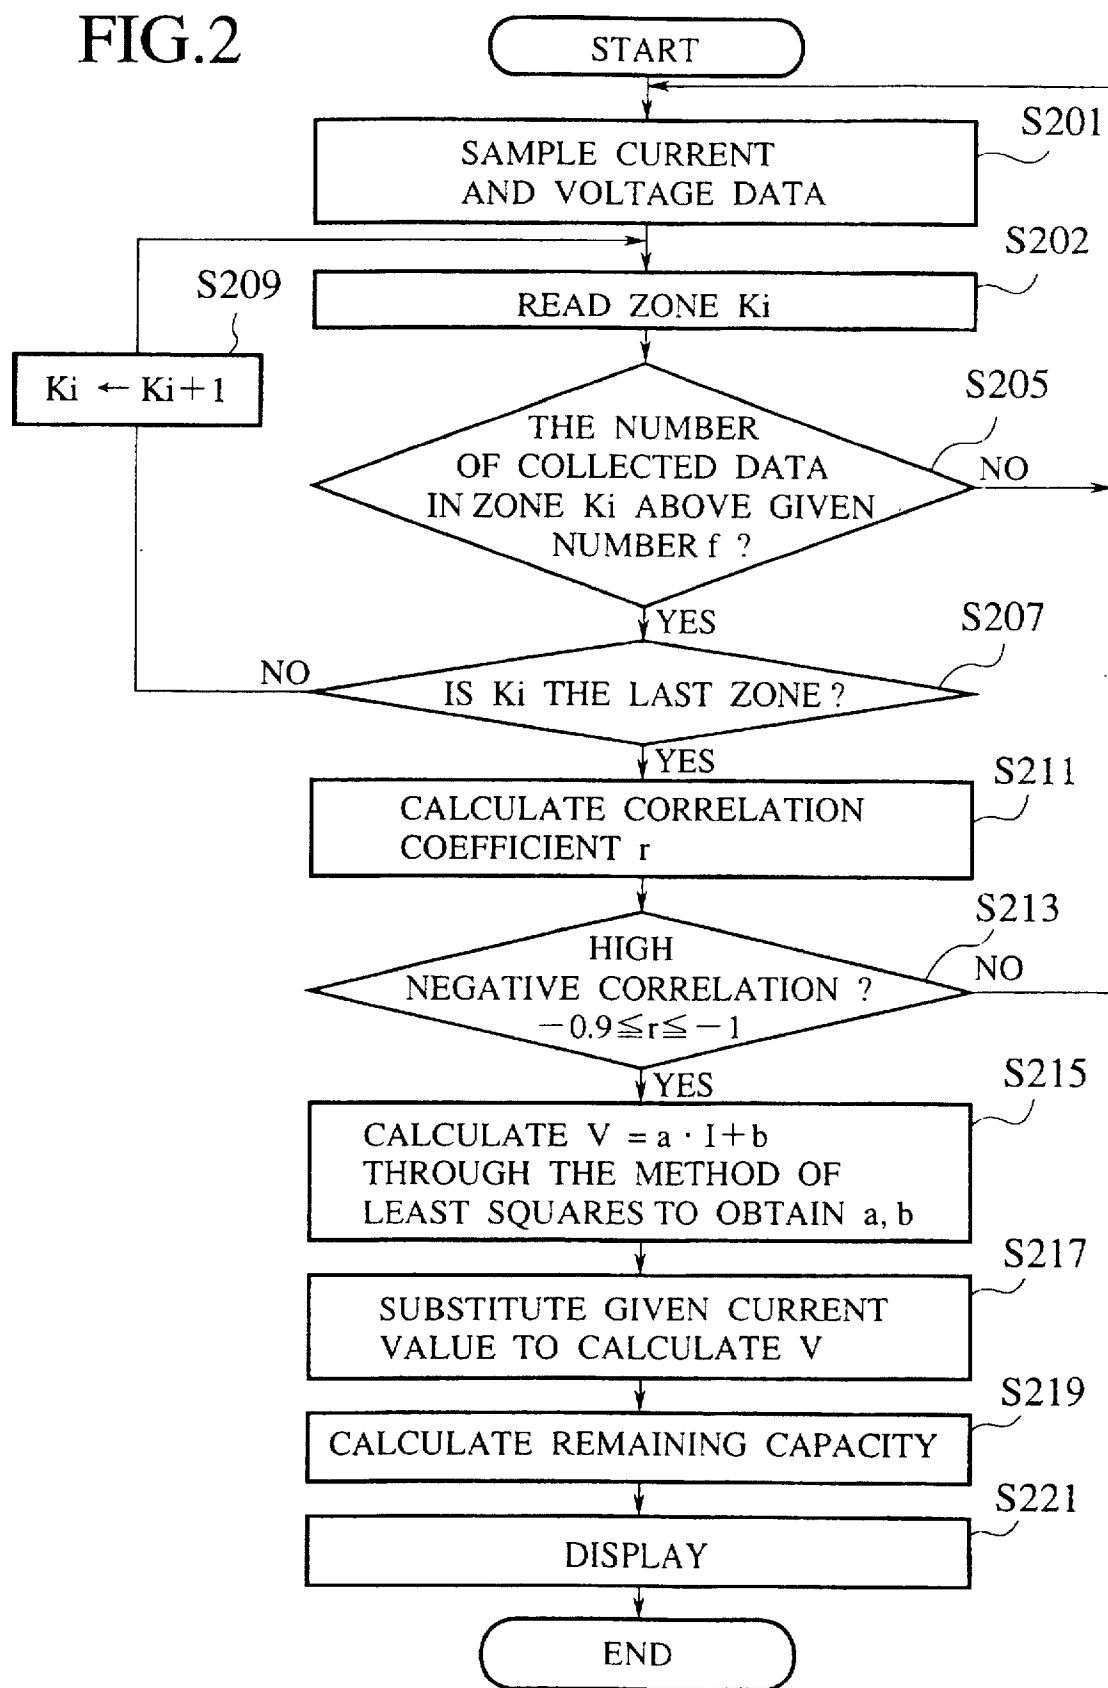 FIG.2
START
S201
SAMPLE CURRENT
AND VOLTAGE DATA
S202
READ ZONE Ki
S209
Ki ← Ki+1
S205
THE NUMBER
OF COLLECTED DATA
IN ZONE Ki ABOVE GIVEN
NUMBER f ?
NO
YES
S207
NO
IS Ki THE LAST ZONE ?
YES
S211
CALCULATE CORRELATION
COEFFICIENT r
S213
HIGH
NEGATIVE CORRELATION ?
−0.9≦r≦−1
NO
YES
S215
CALCULATE V = a · I+b
THROUGH THE METHOD OF
LEAST SQUARES TO OBTAIN a, b
S217
SUBSTITUTE GIVEN CURRENT
VALUE TO CALCULATE V
S219
CALCULATE REMAINING CAPACITY
S221
DISPLAY
END